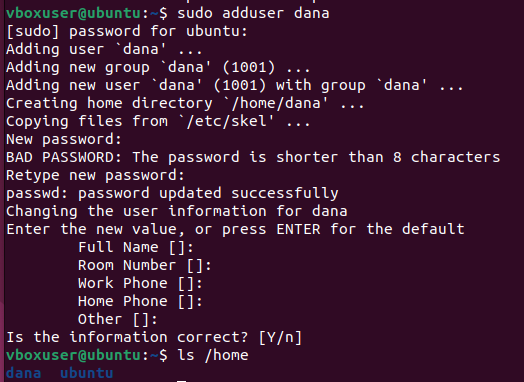 vboxuser@ubuntu:~$ sudo adduser dana
[sudo] password for ubuntu:
Adding user `dana' ...
Adding new group `dana' (1001) ...
Adding new user `dana' (1001) with group `dana' ...
Creating home directory `/home/dana' ...
Copying files from `/etc/skel' ...
New password:
BAD PASSWORD: The password is shorter than 8 characters
Retype new password:
passwd: password updated successfully
Changing the user information for dana
Enter the new value, or press ENTER for the default
Full Name []:
Room Number []:
Work Phone []:
Home Phone []:
Other []:
Is the information correct? [Y/n]
vboxuser@ubuntu:~$ ls /home
dana ubuntu